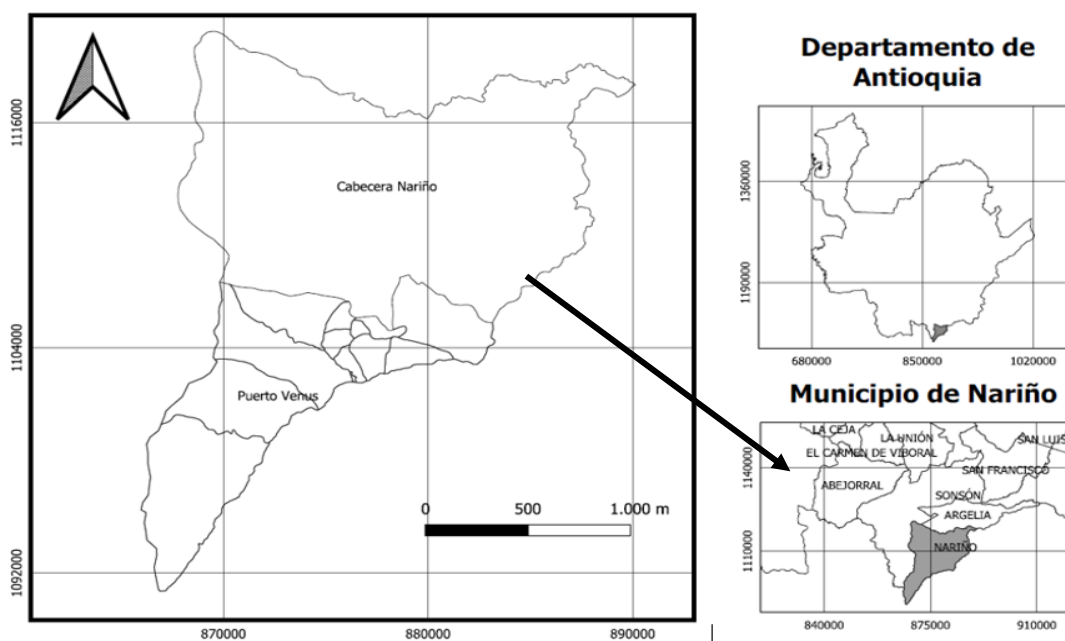 1116000
1104000
1092000
Cabecera Nariño
Puerto Venus
0 500 1.000 m
870000 880000 890000
Departamento de
Antioquia
1360000
1190000
680000 850000 1020000
Municipio de Nariño
LA CEJA
LA UNIÓN
SAN LUIS
EL CARMEN DE VIBORAL
SAN FRANCISCO
ABEJORRAL
SONSÓN
ARGELIA
NARIÑO
1140000
1110000
840000 875000 910000